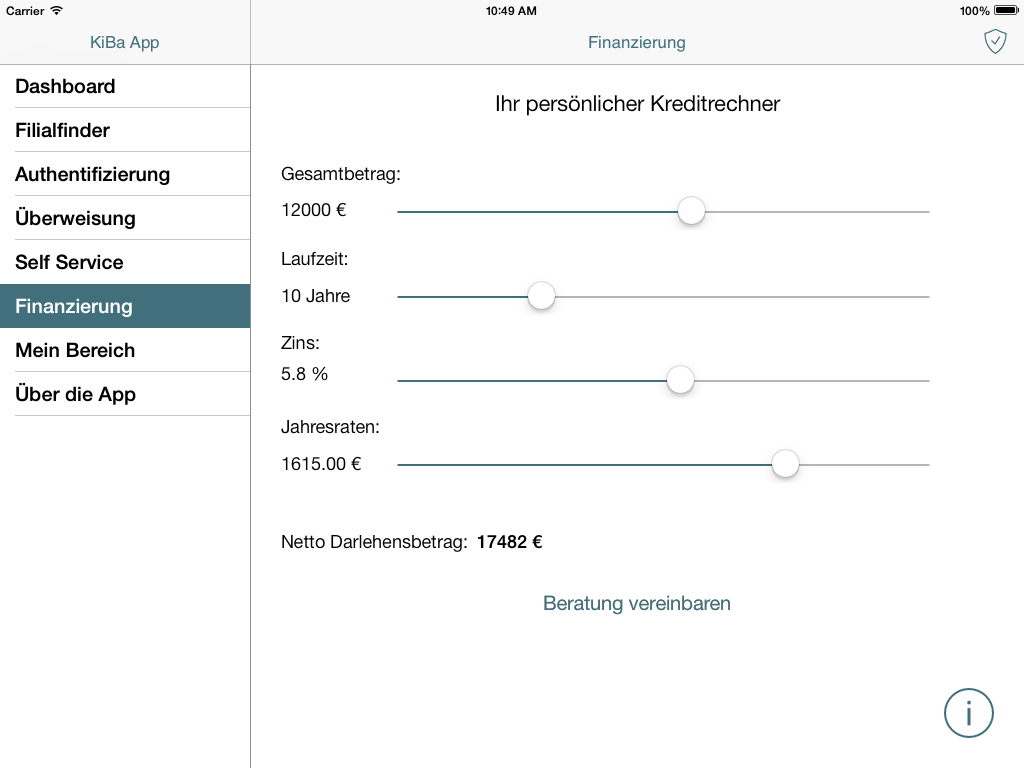 Carrier 10:49 AM 100%
KiBa App
Finanzierung
Dashboard
Filialfinder
Authentifizierung
Überweisung
Self Service
Finanzierung
Mein Bereich
Über die App
Ihr persönlicher Kreditrechner
Gesamtbetrag:
12000 €
Laufzeit:
10 Jahre
Zins:
5.8 %
Jahresraten:
1615.00 €
Netto Darlehensbetrag: 17482 €
Beratung vereinbaren
i